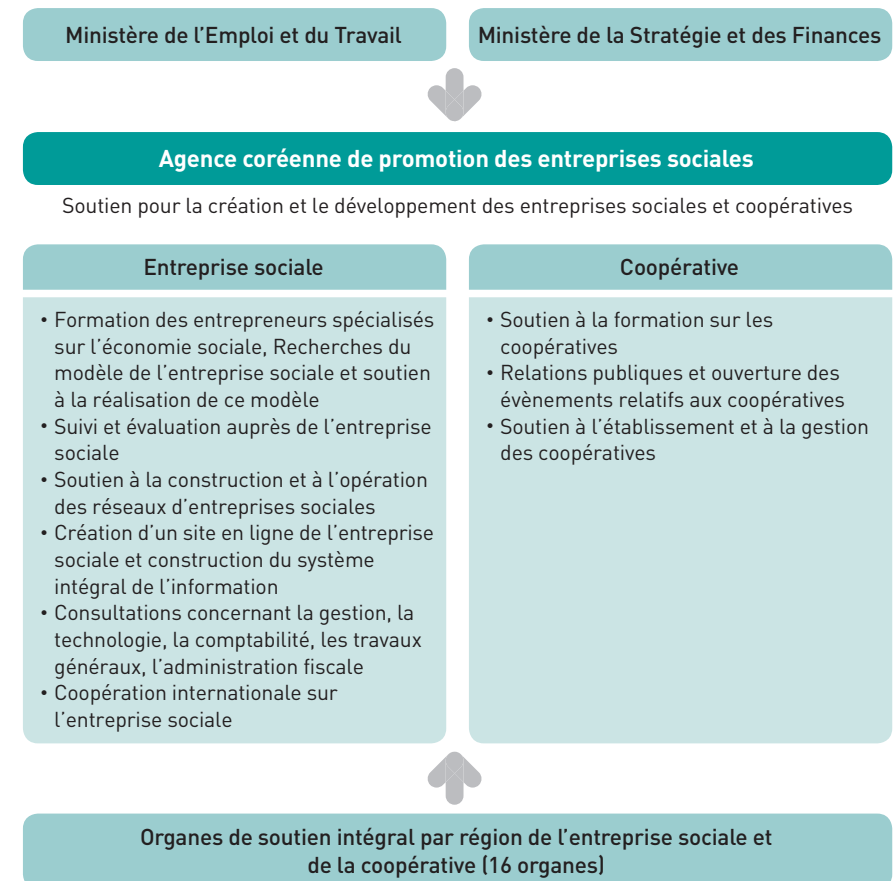 Ministère de l’Emploi et du Travail
Ministère de la Stratégie et des Finances
Agence coréenne de promotion des entreprises sociales
Soutien pour la création et le développement des entreprises sociales et coopératives
Entreprise sociale
• Formation des entrepreneurs spécialisés
sur l’économie sociale, Recherches du
modèle de l’entreprise sociale et soutien
à la réalisation de ce modèle
• Suivi et évaluation auprès de l’entreprise
sociale
• Soutien à la construction et à l’opération
des réseaux d’entreprises sociales
• Création d’un site en ligne de l’entreprise
sociale et construction du système
intégral de l’information
• Consultations concernant la gestion, la
technologie, la comptabilité, les travaux
généraux, l’administration fiscale
• Coopération internationale sur
l’entreprise sociale
Coopérative
• Soutien à la formation sur les
coopératives
• Relations publiques et ouverture des
évènements relatifs aux coopératives
• Soutien à l’établissement et à la gestion
des coopératives
Organes de soutien intégral par région de l’entreprise sociale et
de la coopérative (16 organes)